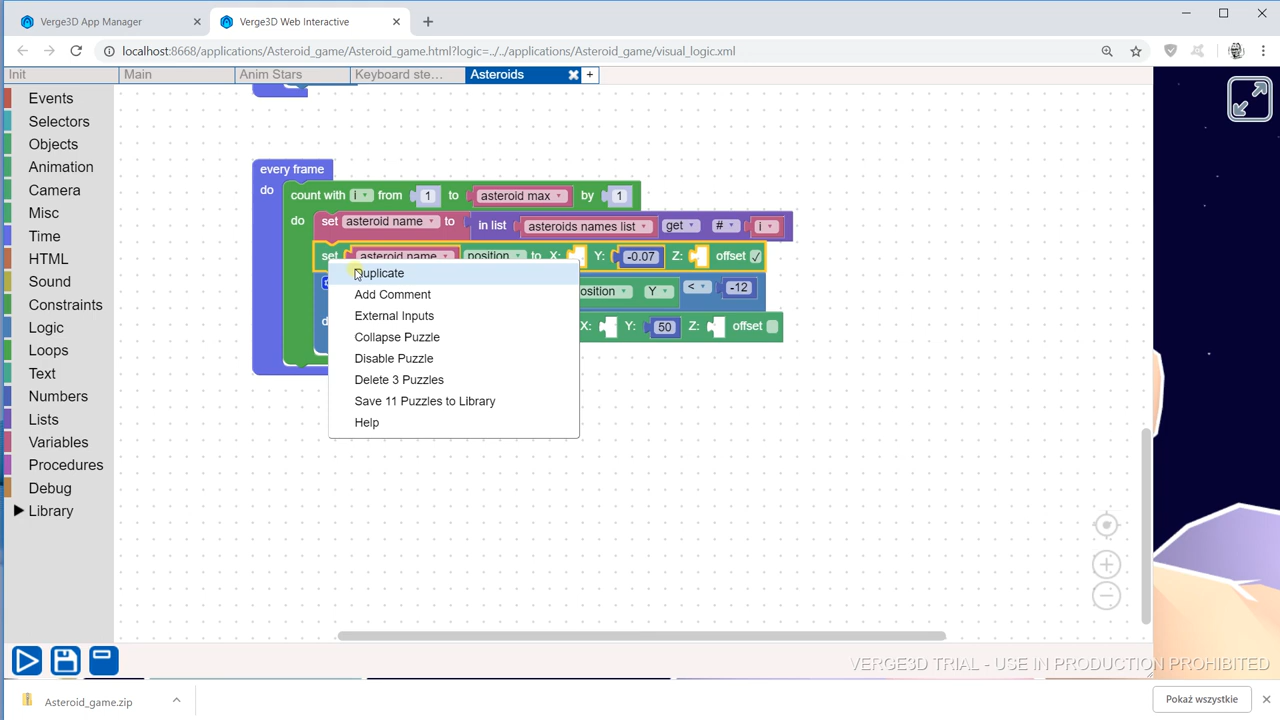 Verge3D App Manager
Verge3D Web Interactive
localhost:8668/applications/Asteroid_game/Asteroid_game.html?logic=../../applications/Asteroid_game/visual_logic.xml
Init
Main
Anim Stars
Keyboard ste...
Asteroids
Events
Selectors
Objects
Animation
Camera
Misc
Time
HTML
Sound
Constraints
Logic
Loops
Text
Numbers
Lists
Variables
Procedures
Debug
Library
every frame
do count with i from 1 to asteroid max by 1
do set asteroid name to in list asteroids names list get # i
set asteroid name position to X: Y: -0.07 Z: offset
position Y < -12
X: Y: 50 Z: offset
Duplicate
Add Comment
External Inputs
Collapse Puzzle
Disable Puzzle
Delete 3 Puzzles
Save 11 Puzzles to Library
Help
VERGE3D TRIAL - USE IN PRODUCTION PROHIBITED
Asteroid_game.zip
Pokaż wszystkie